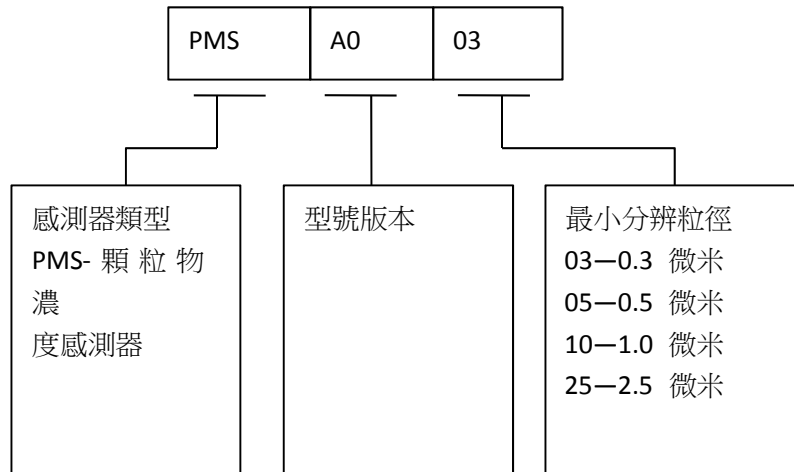 PMS A0 03
感測器類型
PMS- 顆粒物
濃
度感測器
型號版本
最小分辨粒徑
03—0.3 微米
05—0.5 微米
10—1.0 微米
25—2.5 微米